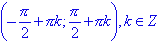 (-π/2 + πk; π/2 + πk), k ∈ Z